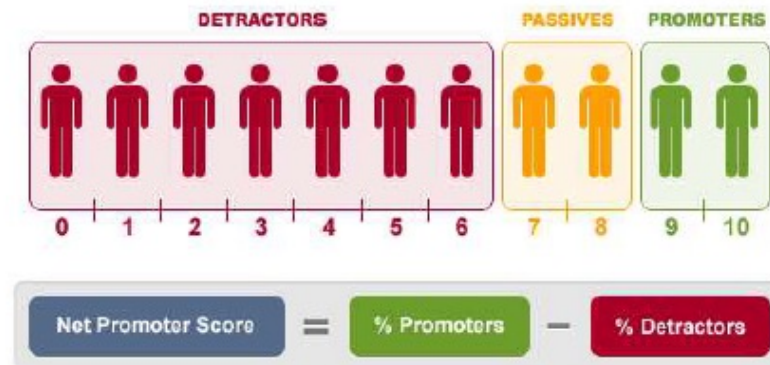 DETRACTORS PASSIVES PROMOTERS
0 1 2 3 4 5 6 7 8 9 10
Net Promoter Score = % Promoters − % Detractors